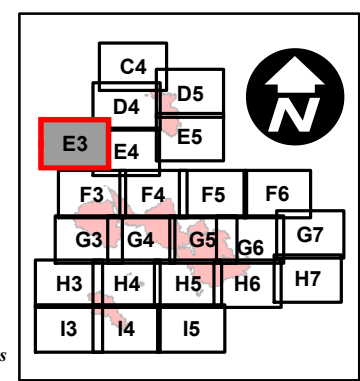 C4
D4 D5
E3 E4 E5
N
F3 F4 F5 F6
G3 G4 G5 G6 G7
H3 H4 H5 H6 H7
I3 I4 I5
s